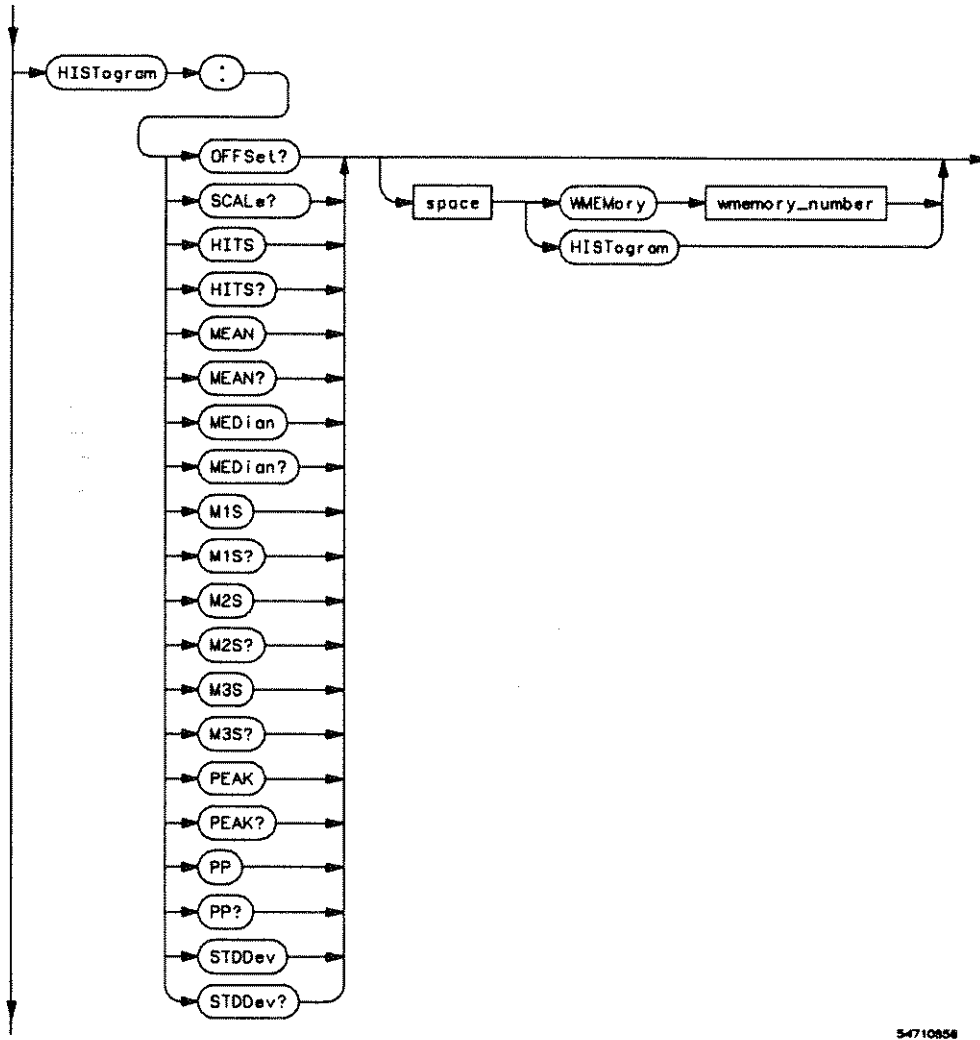 HISTogram :
OFFSet?
space WMEMory wmemory_number
SCALe?
HISTogram
HITS
HITS?
MEAN
MEAN?
MEDian
MEDian?
M1S
M1S?
M2S
M2S?
M3S
M3S?
PEAK
PEAK?
PP
PP?
STDDev
STDDev?